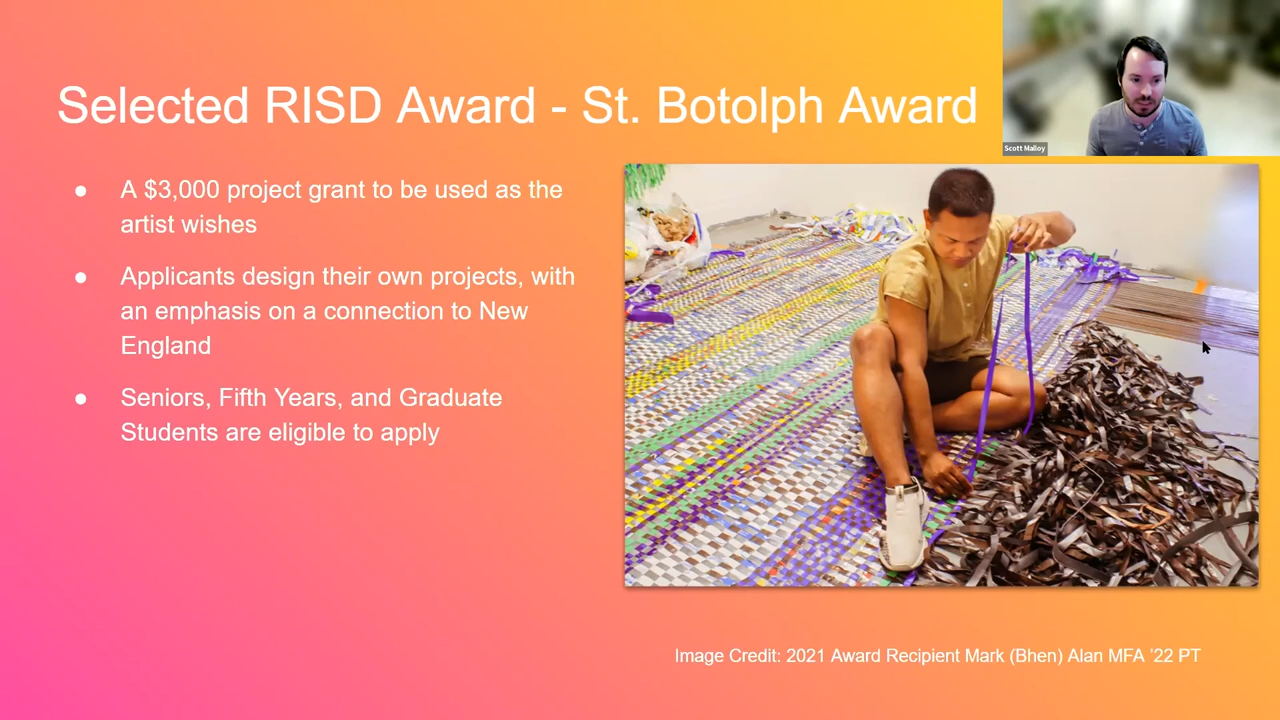 Selected RISD Award - St. Botolph Award
Scott Malloy
● A $3,000 project grant to be used as the
artist wishes
● Applicants design their own projects, with
an emphasis on a connection to New
England
● Seniors, Fifth Years, and Graduate
Students are eligible to apply
Image Credit: 2021 Award Recipient Mark (Bhen) Alan MFA '22 PT